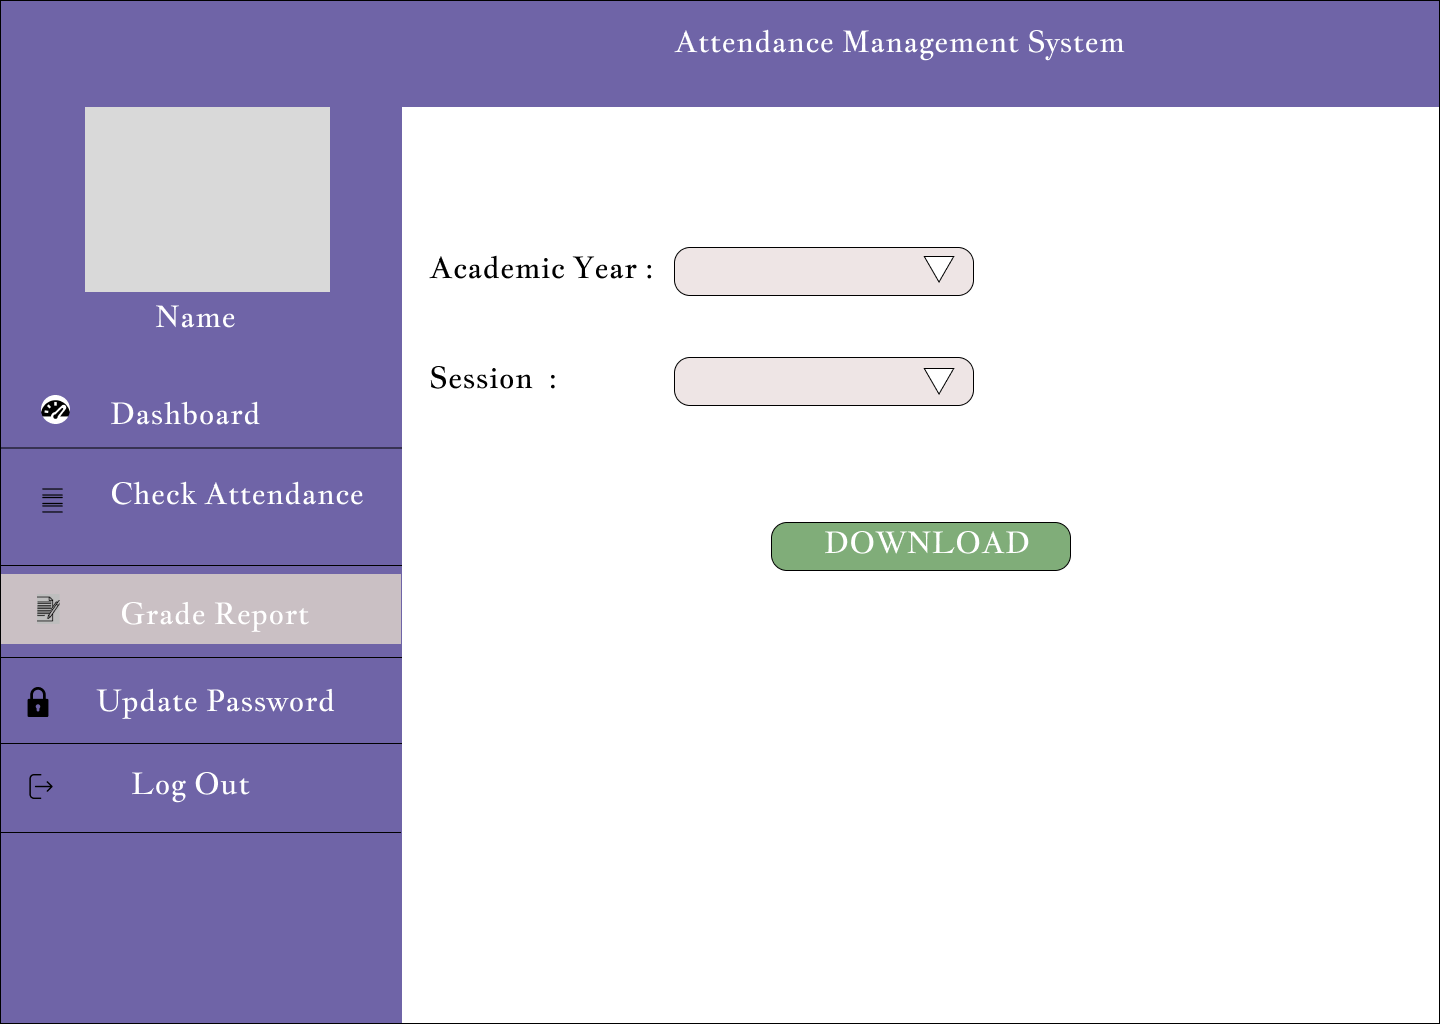 Attendance Management System
Name
Dashboard
Check Attendance
Grade Report
Update Password
Log Out
Academic Year :
Session  :
DOWNLOAD